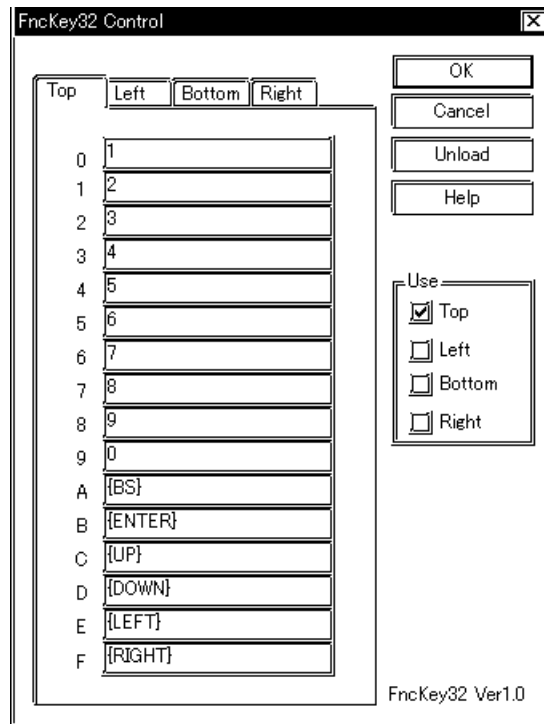 FncKey32 Control
Top Left Bottom Right
0 1
1 2
2 3
3 4
4 5
5 6
6 7
7 8
8 9
9 0
A {BS}
B {ENTER}
C {UP}
D {DOWN}
E {LEFT}
F {RIGHT}
OK
Cancel
Unload
Help
Use
Top
Left
Bottom
Right
FncKey32 Ver1.0